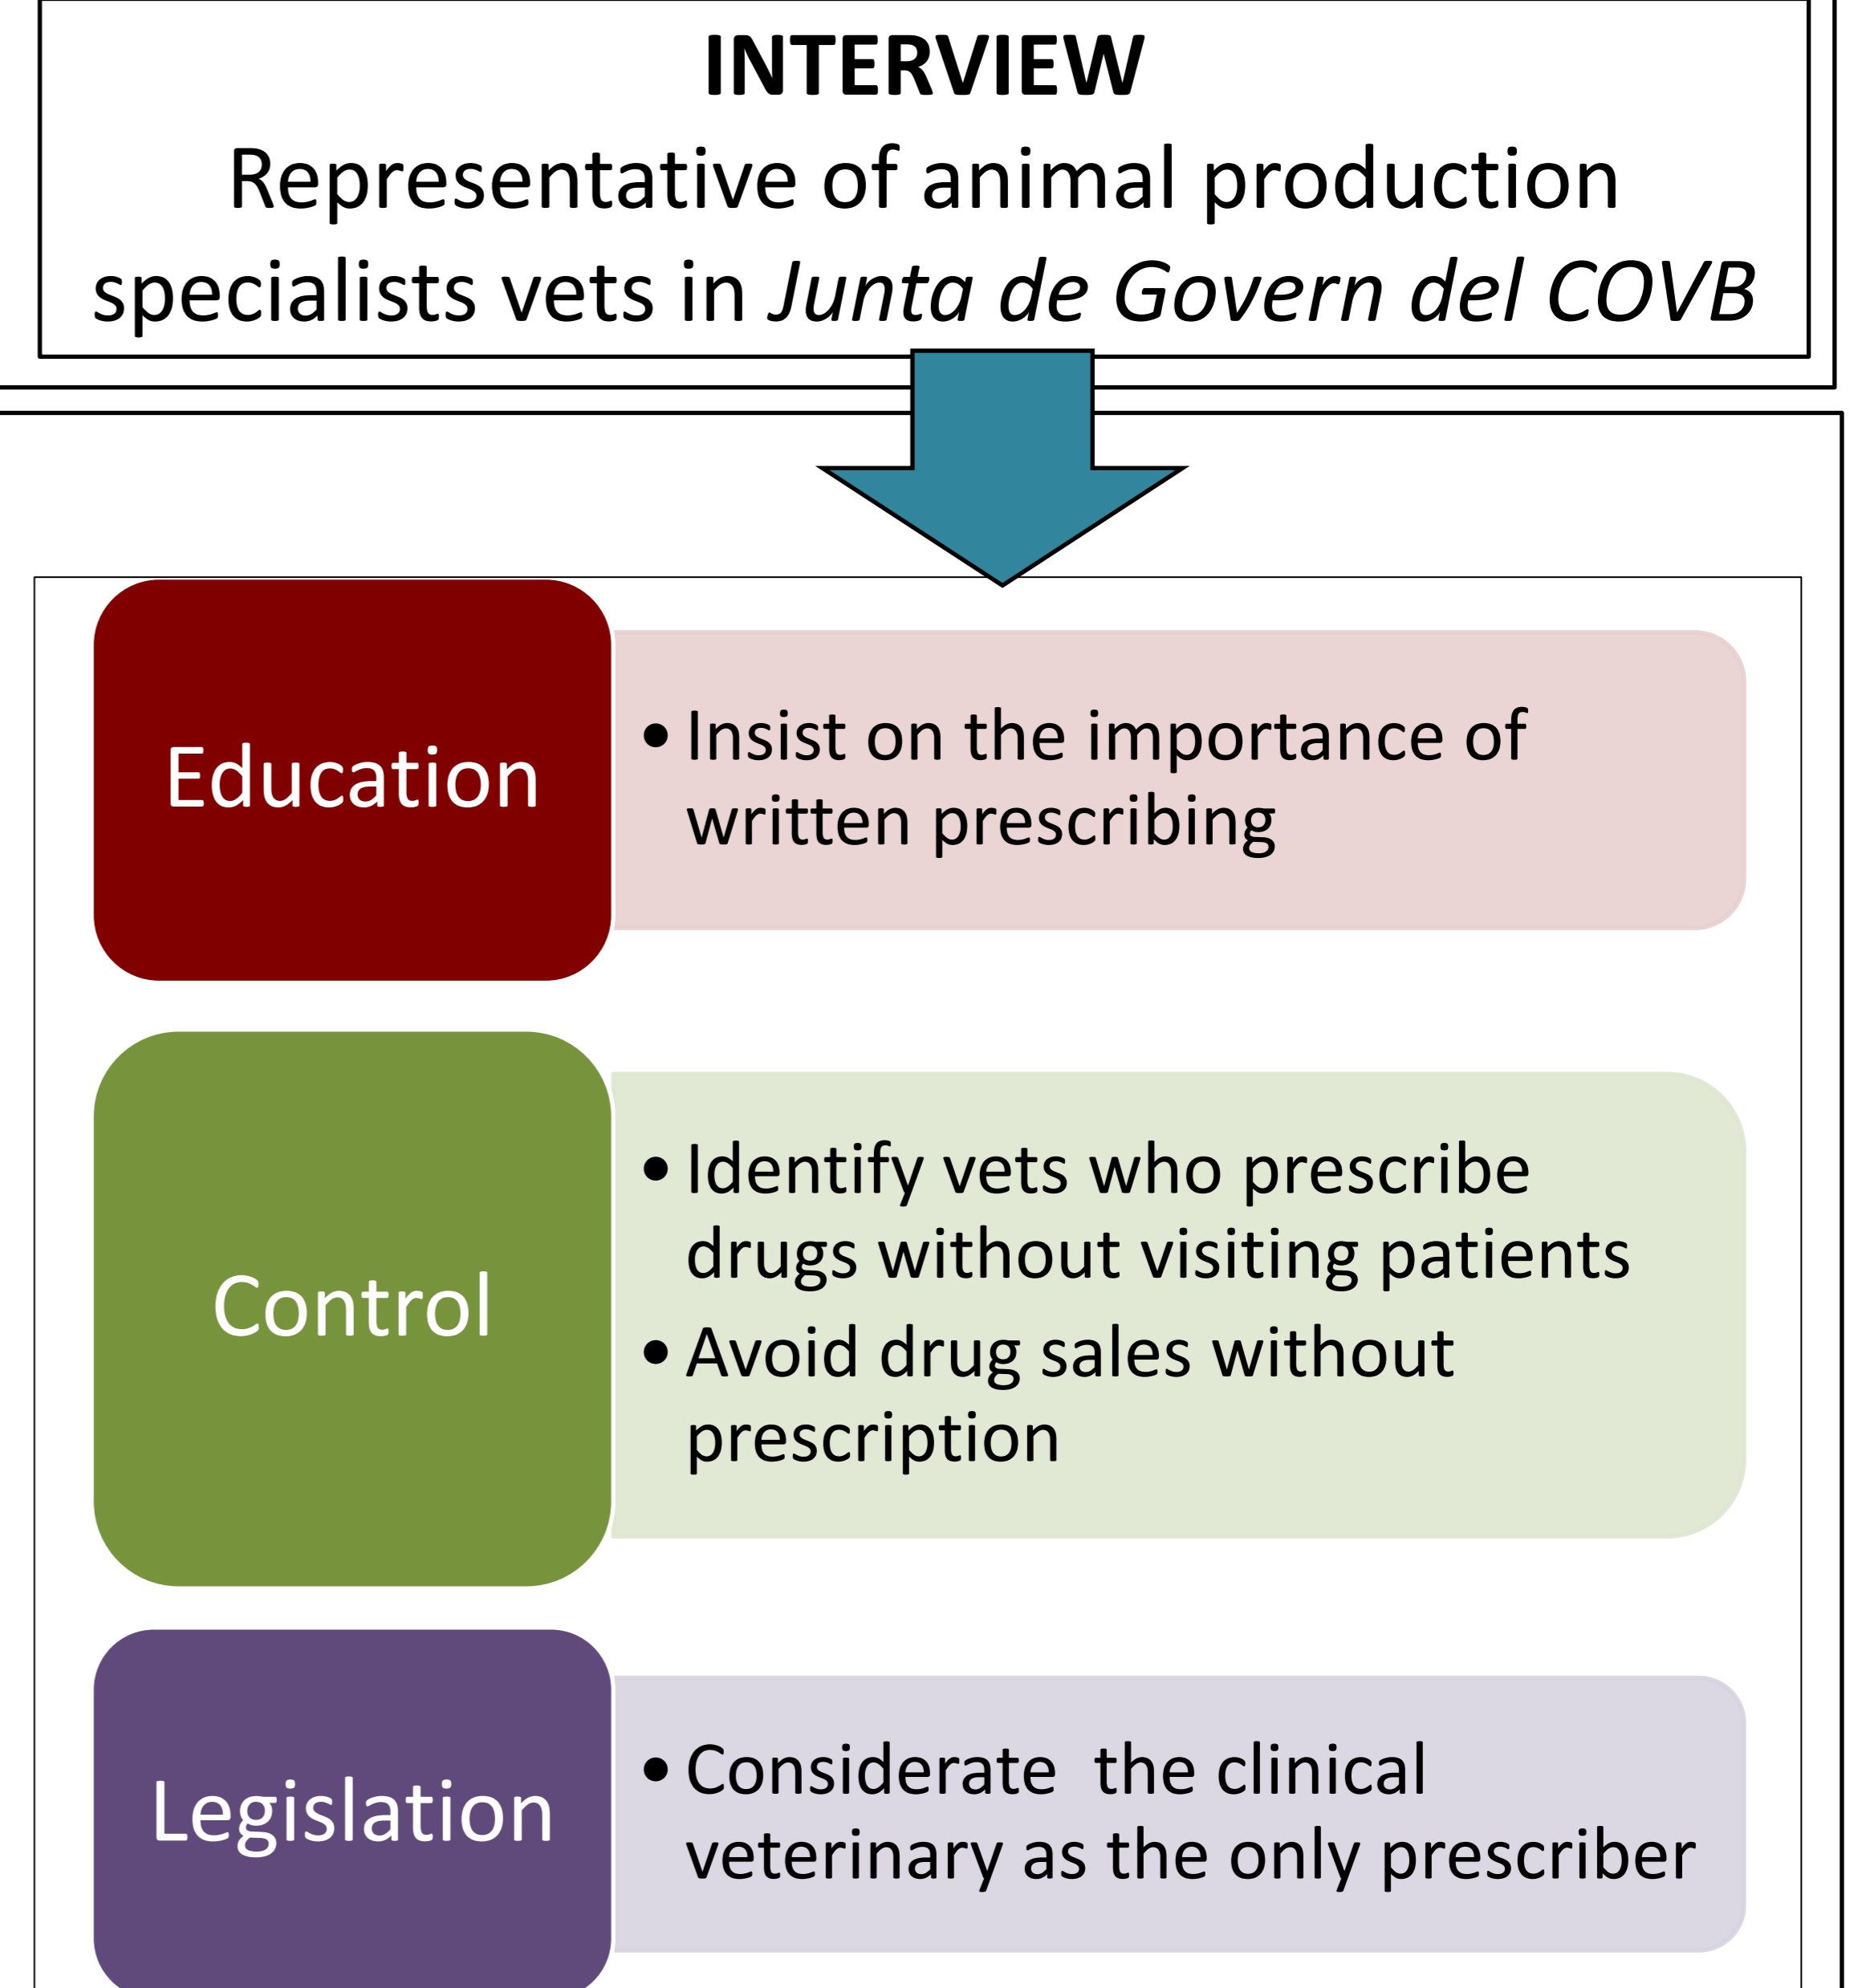 INTERVIEW
Representative of animal production
specialists vets in Junta de Govern del COVB
Education
• Insist on the importance of
written prescribing
Control
• Identify vets who prescribe
drugs without visiting patients
• Avoid drug sales without
prescription
Legislation
• Considerate  the clinical
veterinary as the only prescriber